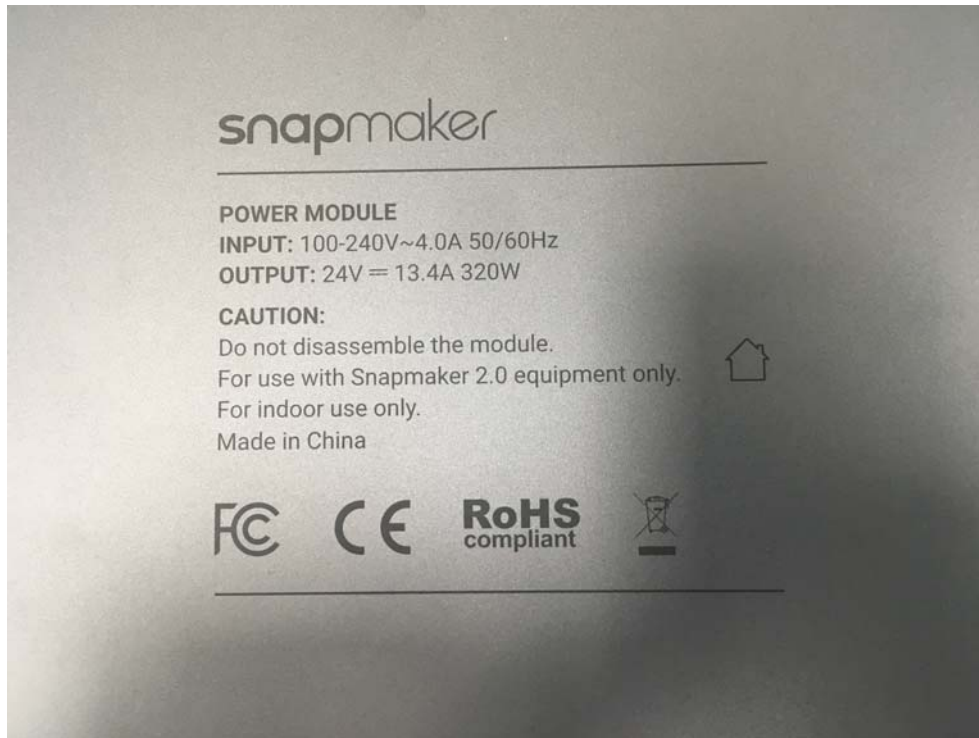 snapmaker
POWER MODULE
INPUT: 100-240V~4.0A 50/60Hz
OUTPUT: 24V⎓13.4A 320W
CAUTION:
Do not disassemble the module.
For use with Snapmaker 2.0 equipment only.
For indoor use only.
Made in China
FC CE RoHS
compliant